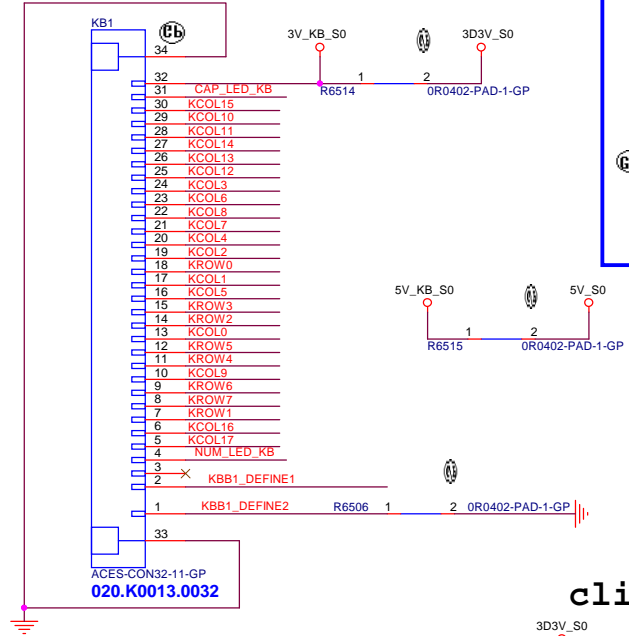 KB1
34
3V_KB_S0
3D3V_S0
32
1
2
R6514
0R0402-PAD-1-GP
31 CAP_LED_KB
30 KCOL15
29 KCOL10
28 KCOL11
27 KCOL14
26 KCOL13
25 KCOL12
24 KCOL3
23 KCOL6
22 KCOL8
21 KCOL7
20 KCOL4
19 KCOL2
18 KROW0
17 KCOL1
16 KCOL5
15 KROW3
14 KROW2
13 KCOL0
12 KROW5
11 KROW4
10 KCOL9
9 KROW6
8 KROW7
7 KROW1
6 KCOL16
5 KCOL17
4 NUM_LED_KB
3
2 KBB1_DEFINE1
1 KBB1_DEFINE2 R6506 1 2 0R0402-PAD-1-GP
33
5V_KB_S0
5V_S0
1
2
R6515
0R0402-PAD-1-GP
ACES-CON32-11-GP
020.K0013.0032
cli
3D3V_S0